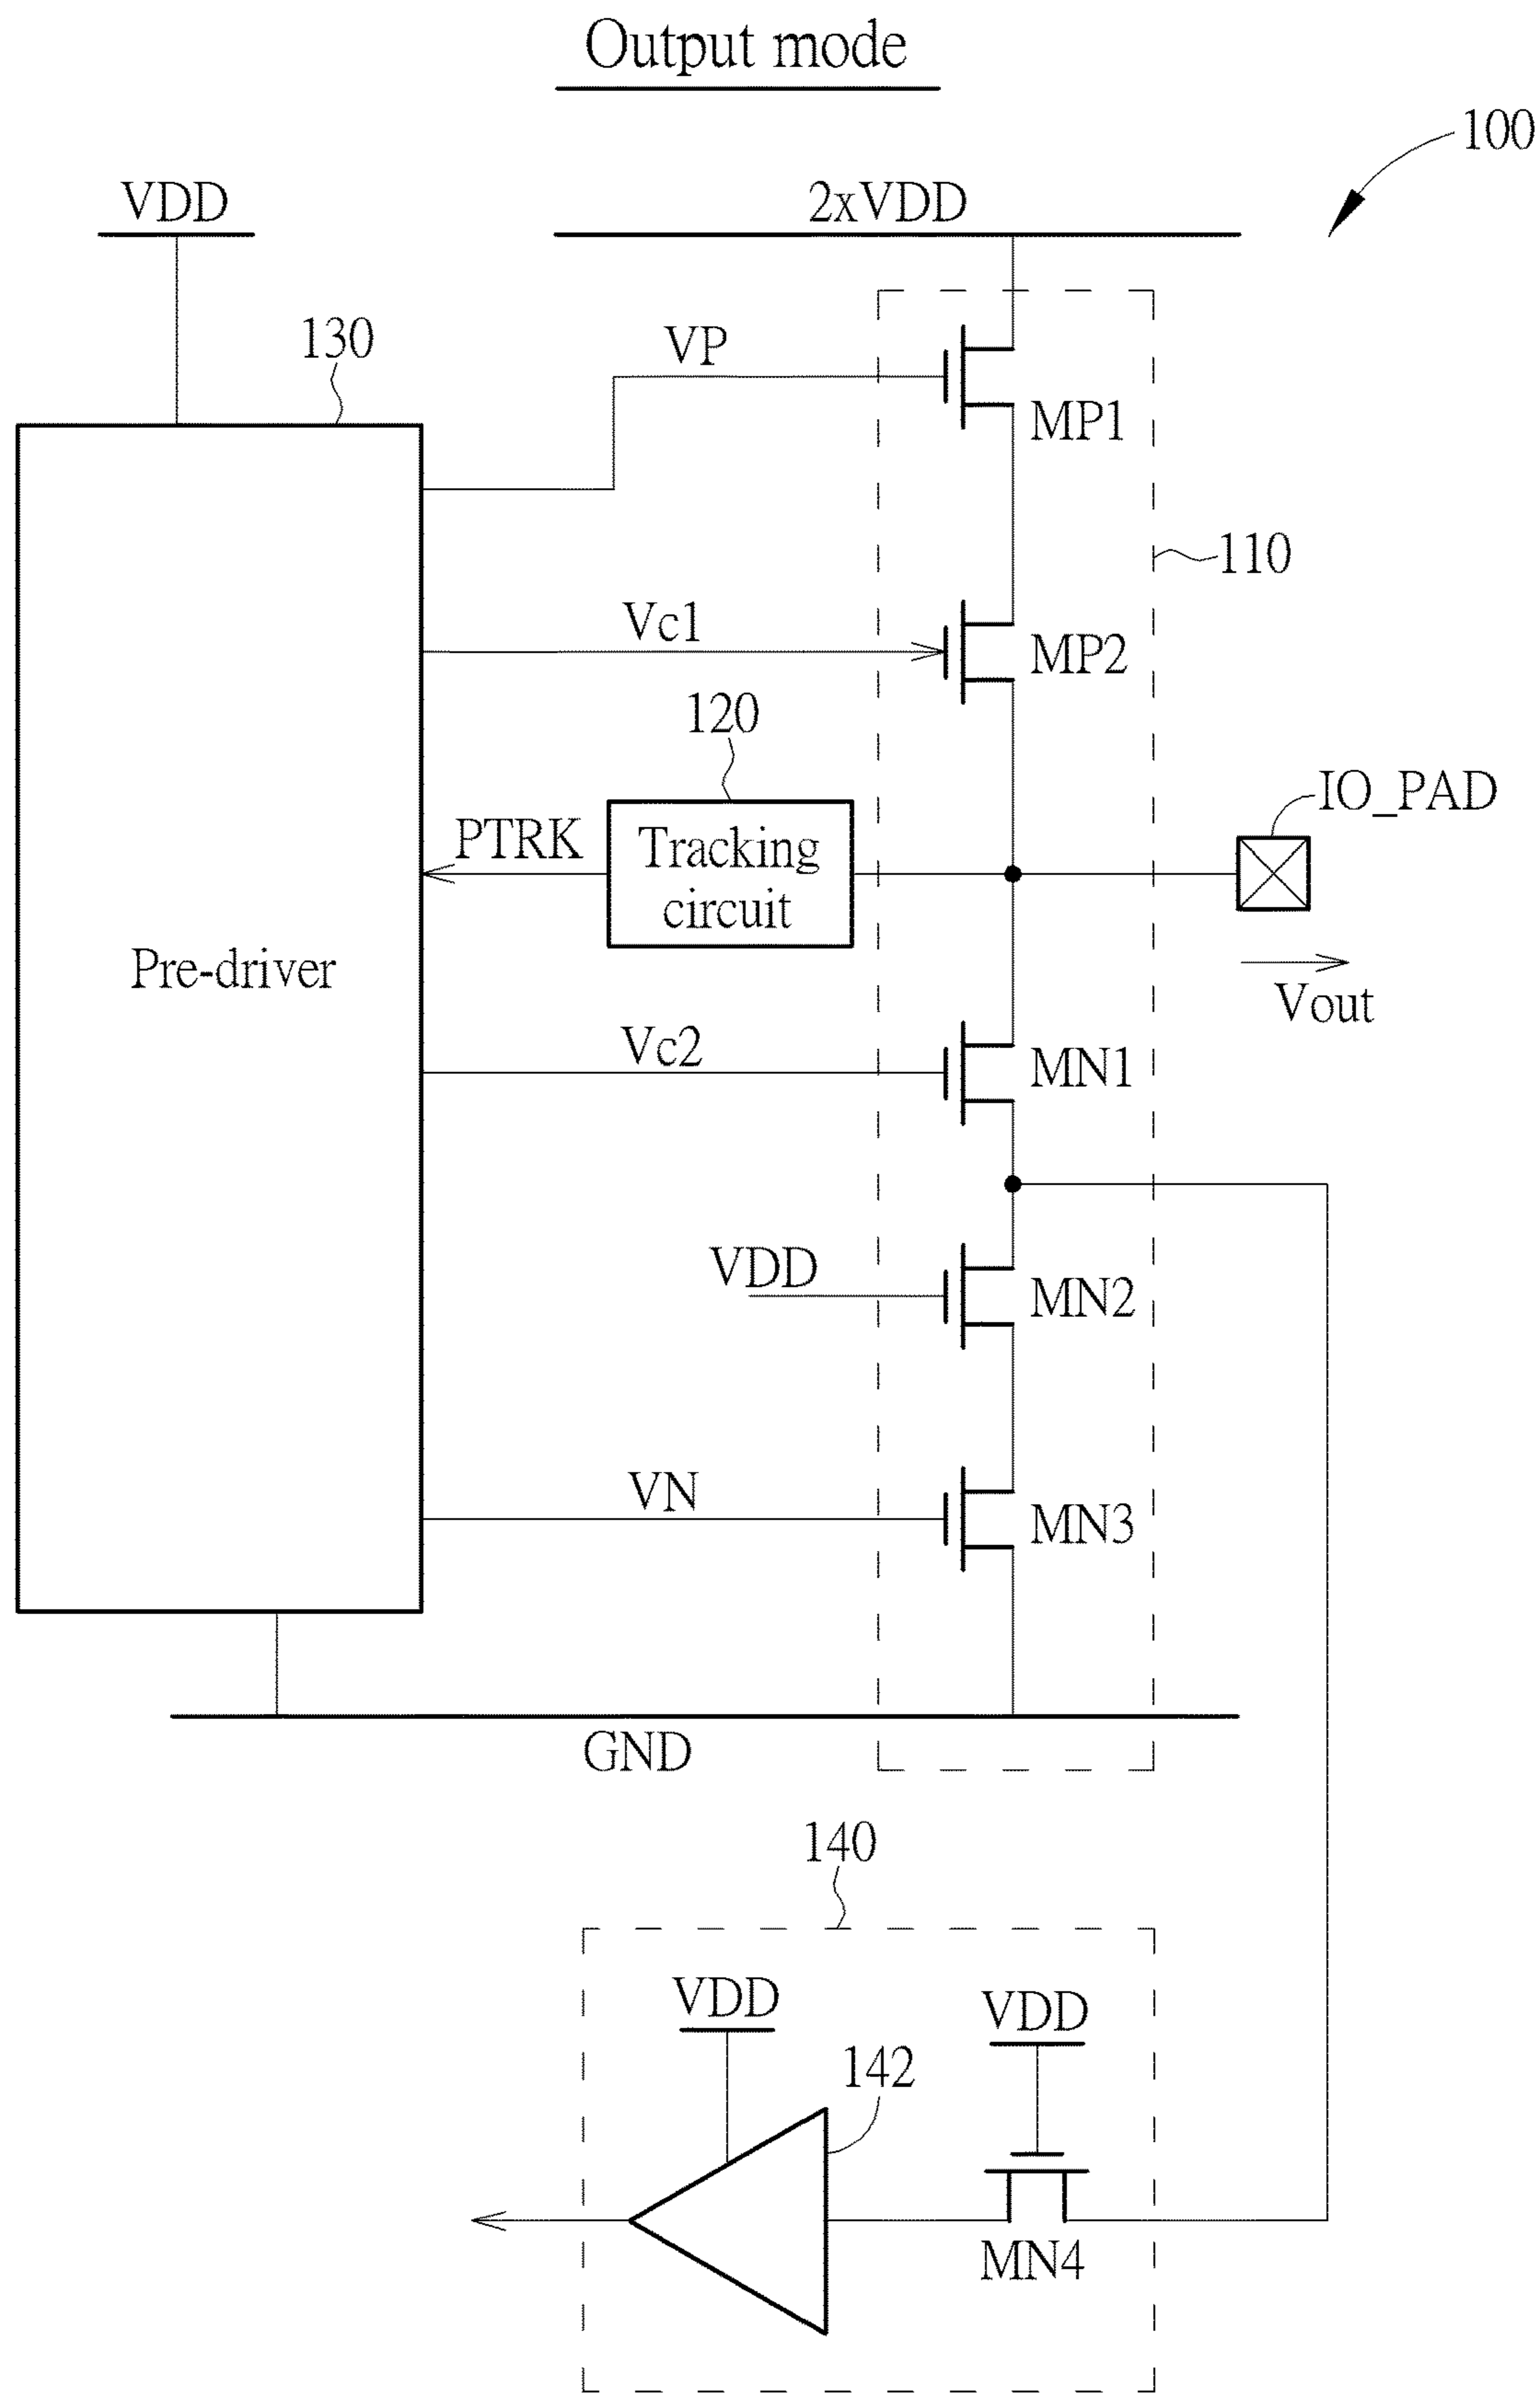 Output mode
100
VDD
2xVDD
130
VP
MP1
110
Vc1
MP2
120
IO_PAD
PTRK
Tracking
circuit
Pre-driver
Vout
Vc2
MN1
VDD
MN2
VN
MN3
GND
140
VDD
VDD
142
MN4